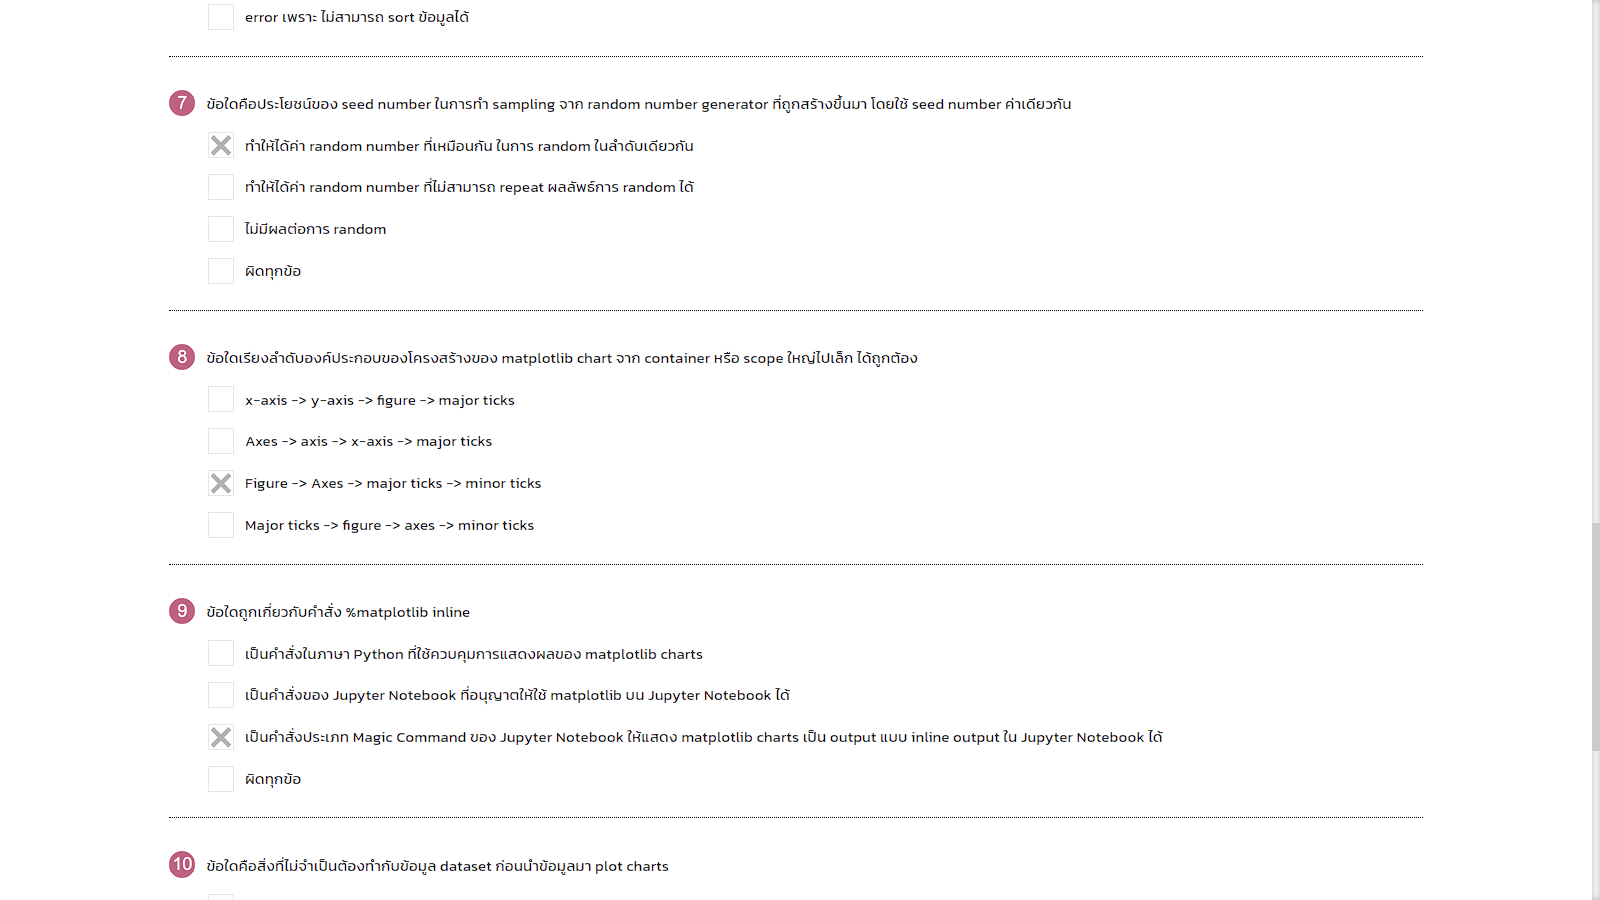 error เพราะ ไม่สามารถ sort ข้อมูลได้
7 ข้อใดคือประโยชน์ของ seed number ในการทำ sampling จาก random number generator ที่ถูกสร้างขึ้นมา โดยใช้ seed number ค่าเดียวกัน
ทำให้ได้ค่า random number ที่เหมือนกัน ในการ random ในลำดับเดียวกัน
ทำให้ได้ค่า random number ที่ไม่สามารถ repeat ผลลัพธ์การ random ได้
ไม่มีผลต่อการ random
ผิดทุกข้อ
8 ข้อใดเรียงลำดับองค์ประกอบของโครงสร้างของ matplotlib chart จาก container หรือ scope ใหญ่ไปเล็ก ได้ถูกต้อง
x-axis -> y-axis -> figure -> major ticks
Axes -> axis -> x-axis -> major ticks
Figure -> Axes -> major ticks -> minor ticks
Major ticks -> figure -> axes -> minor ticks
9 ข้อใดถูกเกี่ยวกับคำสั่ง %matplotlib inline
เป็นคำสั่งในภาษา Python ที่ใช้ควบคุมการแสดงผลของ matplotlib charts
เป็นคำสั่งของ Jupyter Notebook ที่อนุญาตให้ใช้ matplotlib บน Jupyter Notebook ได้
เป็นคำสั่งประเภท Magic Command ของ Jupyter Notebook ให้แสดง matplotlib charts เป็น output แบบ inline output ใน Jupyter Notebook ได้
ผิดทุกข้อ
10 ข้อใดคือสิ่งที่ไม่จำเป็นต้องทำกับข้อมูล dataset ก่อนนำข้อมูลมา plot charts